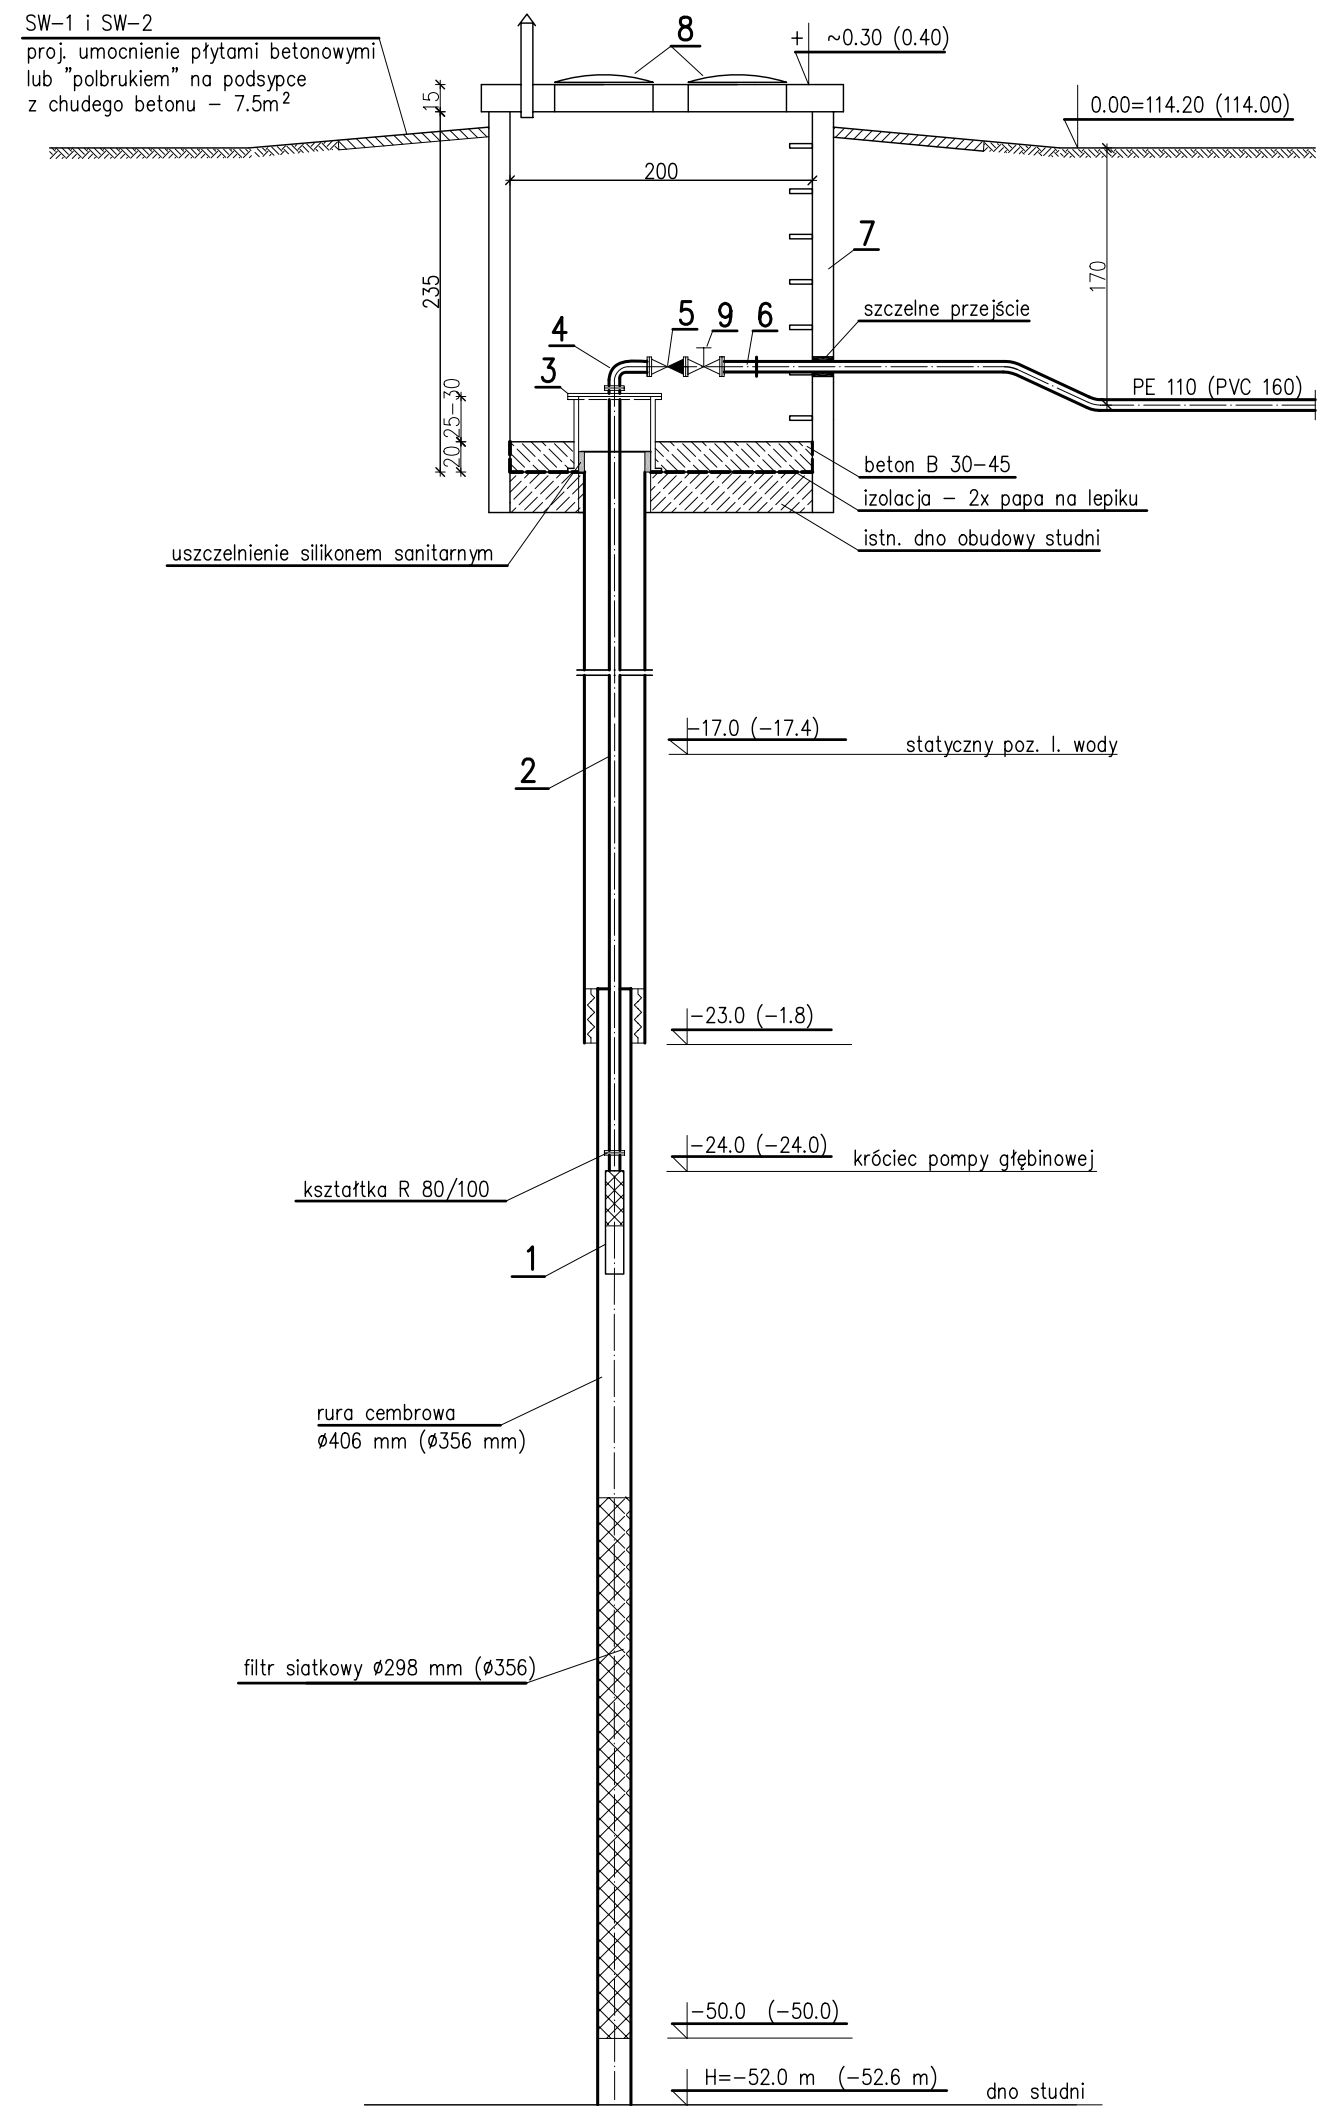 SW-1 i SW-2
proj. umocnienie płytami betonowymi
lub "polbrukiem" na podsypce
z chudego betonu - 7.5m²
8
+ ~0.30 (0.40)
0.00=114.20 (114.00)
15
200
7
235
170
szczelne przejście
4
5
9
6
3
PE 110 (PVC 160)
25-30
20
beton B 30-45
izolacja - 2x papa na lepiku
istn. dno obudowy studni
uszczelnienie silikonem sanitarnym
-17.0 (-17.4)
statyczny poz. l. wody
2
-23.0 (-1.8)
-24.0 (-24.0)
króciec pompy głębinowej
kształtka R 80/100
1
rura cembrowa
Ø406 mm (Ø356 mm)
filtr siatkowy Ø298 mm (Ø356)
-50.0 (-50.0)
H=-52.0 m (-52.6 m)
dno studni